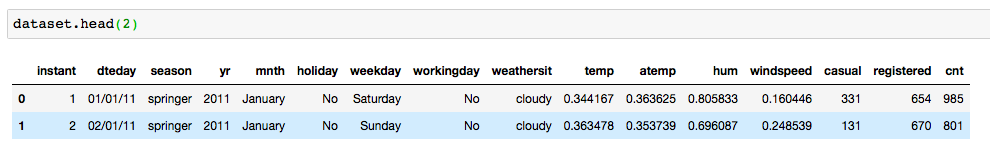 dataset.head(2)
instant dteday season yr mnth holiday weekday workingday weathersit temp atemp hum windspeed casual registered cnt
0 1 01/01/11 springer 2011 January No Saturday No cloudy 0.344167 0.363625 0.805833 0.160446 331 654 985
1 2 02/01/11 springer 2011 January No Sunday No cloudy 0.363478 0.353739 0.696087 0.248539 131 670 801